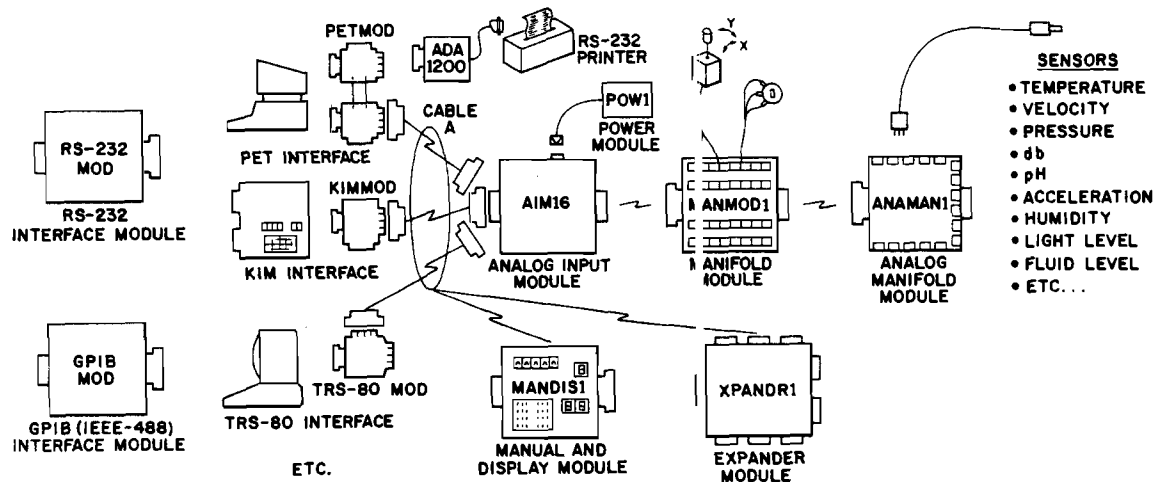 PETMOD
ADA
1200
RS-232
PRINTER
Y
X
SENSORS
• TEMPERATURE
• VELOCITY
• PRESSURE
• db
• pH
• ACCELERATION
• HUMIDITY
• LIGHT LEVEL
• FLUID LEVEL
• ETC...
CABLE
A
POW1
POWER
MODULE
PET INTERFACE
RS-232
MOD
RS-232
INTERFACE MODULE
KIMMOD
KIM INTERFACE
AIM16
ANALOG INPUT
MODULE
MANMOD1
MANIFOLD
MODULE
ANAMAN1
ANALOG
MANIFOLD
MODULE
GPIB
MOD
GPIB (IEEE-488)
INTERFACE MODULE
TRS-80 MOD
TRS-80 INTERFACE
ETC.
MANDIS1
MANUAL AND
DISPLAY MODULE
XPANDR1
EXPANDER
MODULE